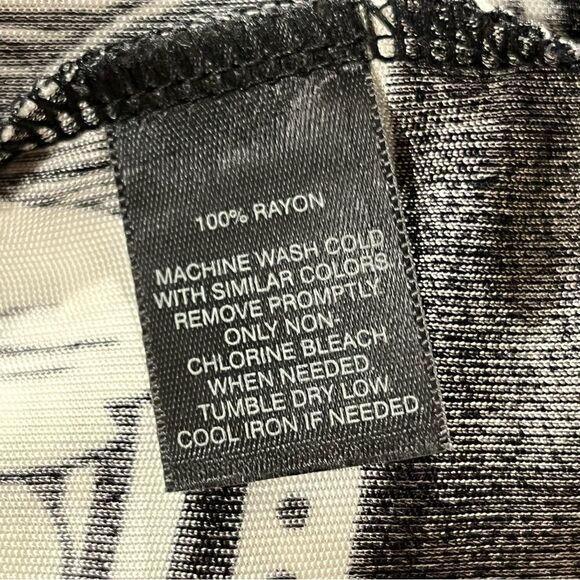 100% RAYON
MACHINE WASH COLD
WITH SIMILAR COLORS.
REMOVE PROMPTLY.
ONLY NON-
CHLORINE BLEACH
WHEN NEEDED.
TUMBLE DRY LOW.
COOL IRON IF NEEDED.